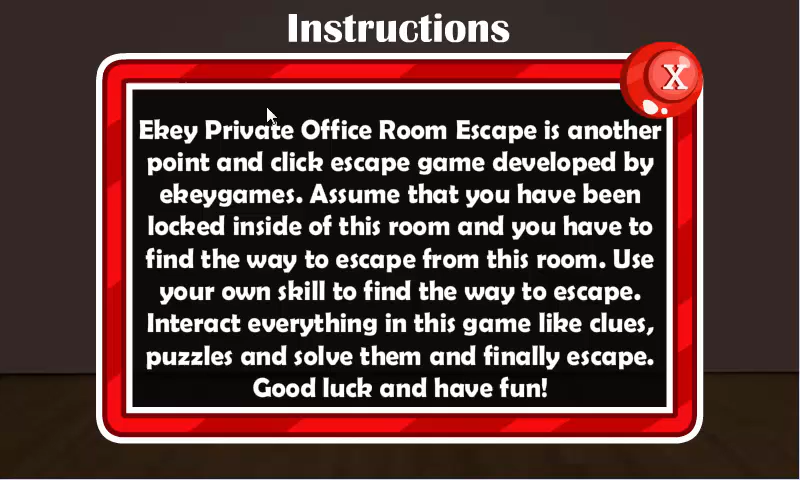 Instructions
X
Ekey Private Office Room Escape is another
point and click escape game developed by
ekeygames. Assume that you have been
locked inside of this room and you have to
find the way to escape from this room. Use
your own skill to find the way to escape.
Interact everything in this game like clues,
puzzles and solve them and finally escape.
Good luck and have fun!